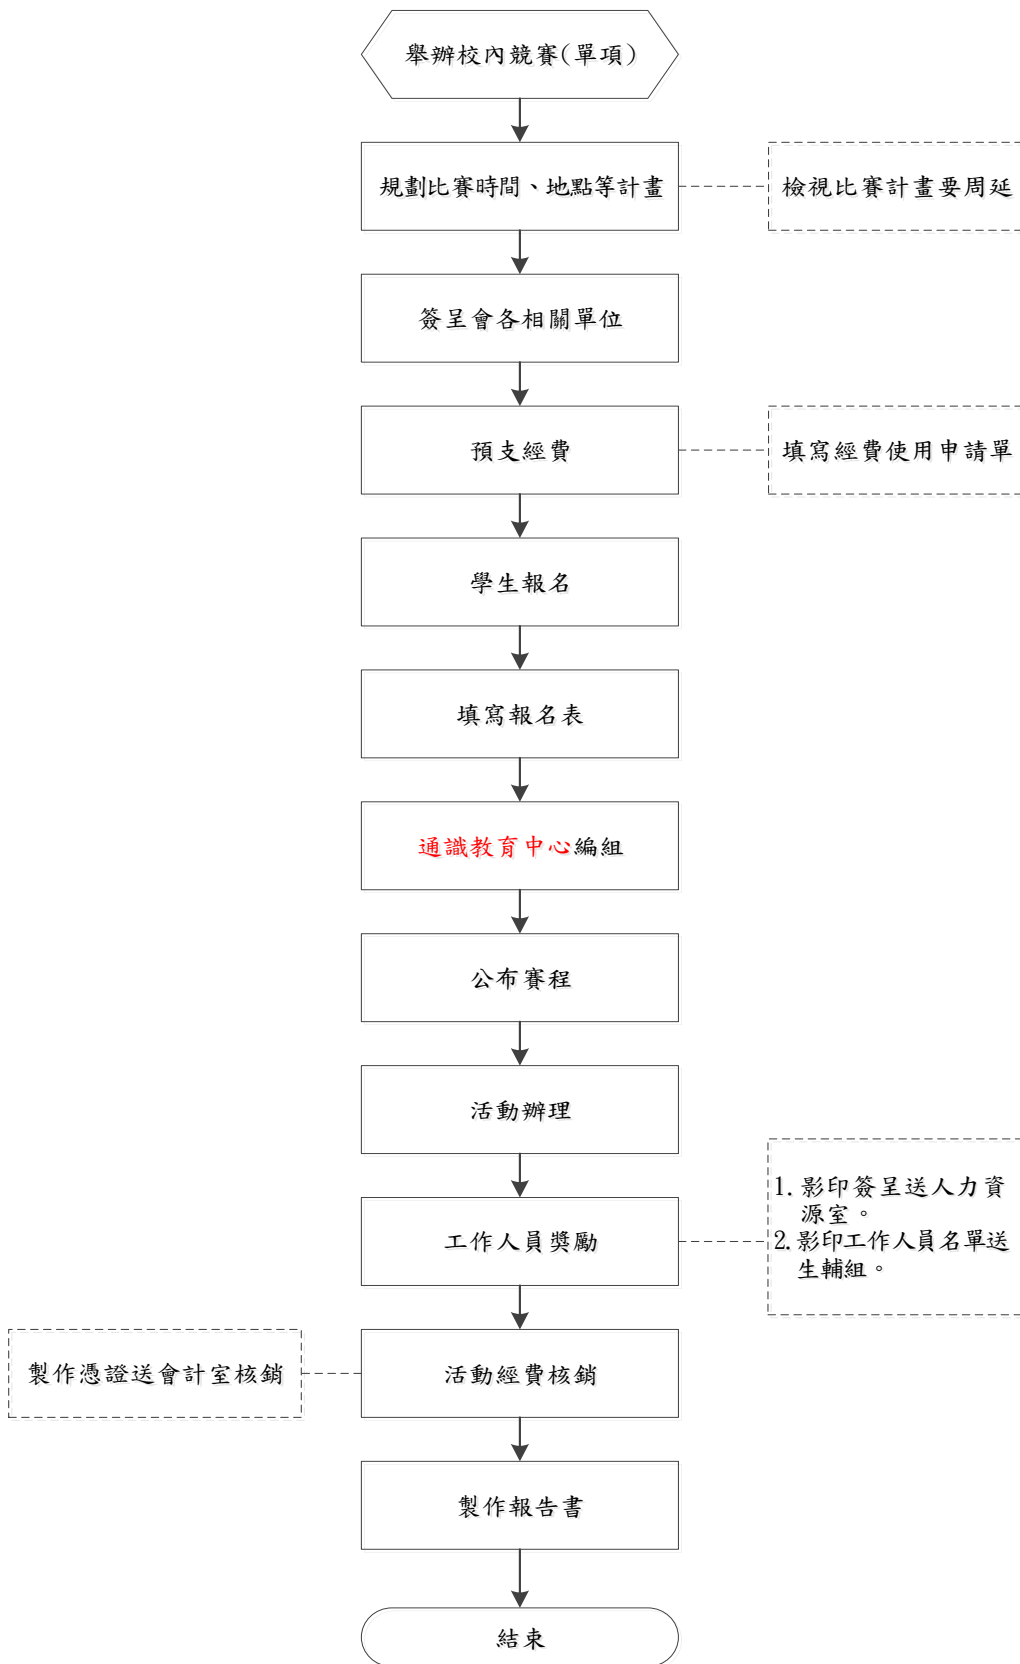 舉辦校內競賽(單項)
規劃比賽時間、地點等計畫
檢視比賽計畫要周延
簽呈會各相關單位
預支經費
填寫經費使用申請單
學生報名
填寫報名表
通識教育中心編組
公布賽程
活動辦理
工作人員獎勵
1. 影印簽呈送人力資
源室。
2. 影印工作人員名單送
生輔組。
製作憑證送會計室核銷
活動經費核銷
製作報告書
結束